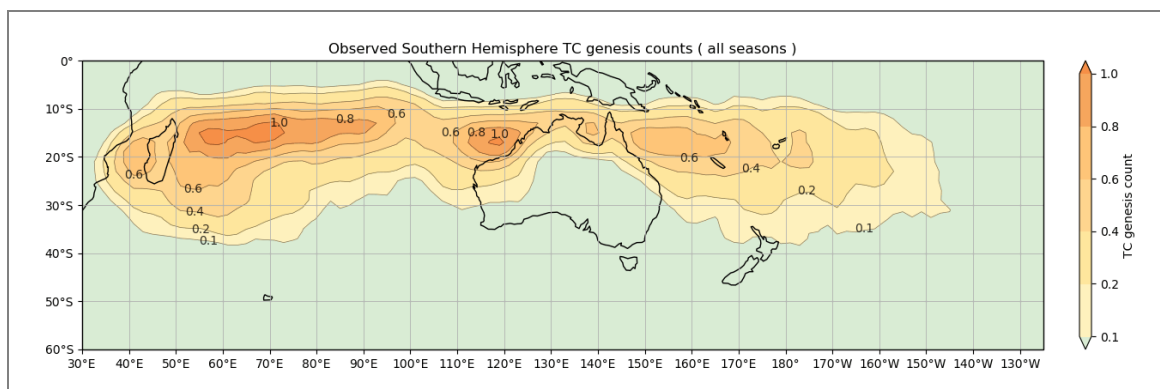 Observed Southern Hemisphere TC genesis counts ( all seasons )
0°
10°S
20°S
30°S
40°S
50°S
60°S
30°E 40°E 50°E 60°E 70°E 80°E 90°E 100°E 110°E 120°E 130°E 140°E 150°E 160°E 170°E 180° 170°W 160°W 150°W 140°W 130°W
1.0 0.8 0.6 0.6 0.8 1.0
0.6 0.6 0.4 0.2 0.1
0.6 0.4 0.2 0.1
1.0
0.8
0.6
0.4
0.2
0.1
TC genesis count